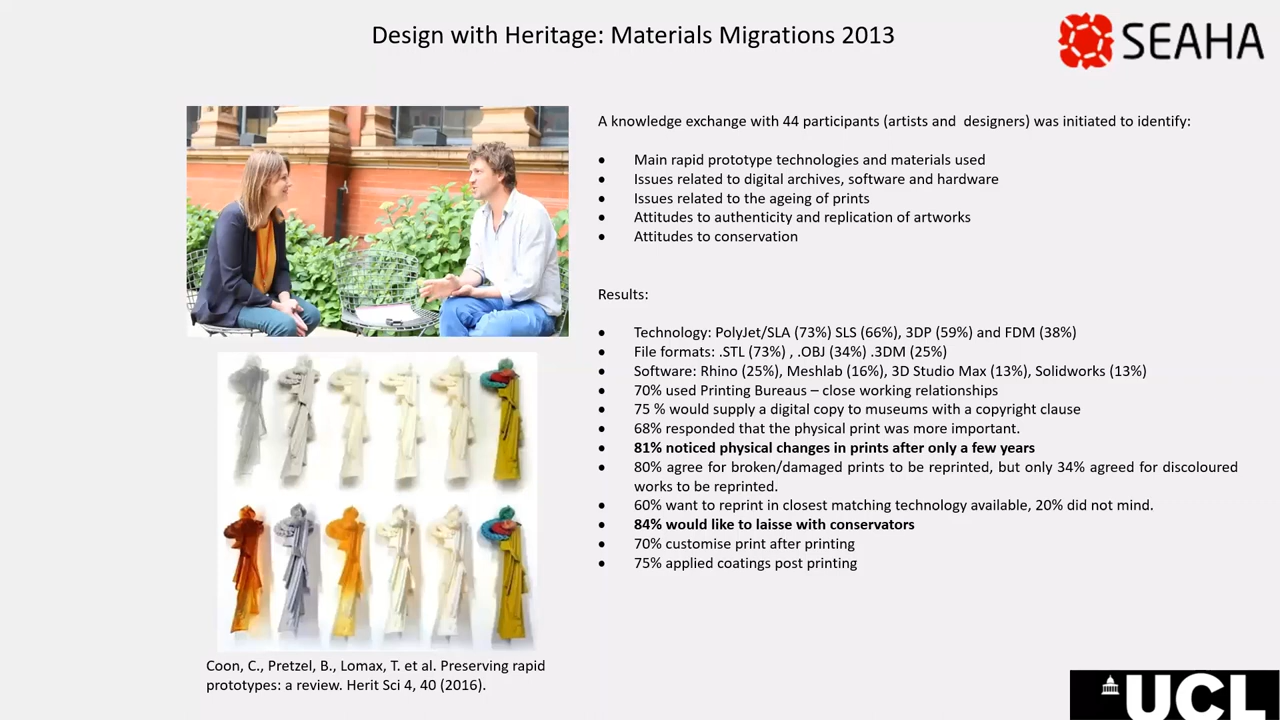 Design with Heritage: Materials Migrations 2013
SEAHA
A knowledge exchange with 44 participants (artists and designers) was initiated to identify:
• Main rapid prototype technologies and materials used
• Issues related to digital archives, software and hardware
• Issues related to the ageing of prints
• Attitudes to authenticity and replication of artworks
• Attitudes to conservation
Results:
• Technology: PolyJet/SLA (73%) SLS (66%), 3DP (59%) and FDM (38%)
• File formats: .STL (73%) , .OBJ (34%) .3DM (25%)
• Software: Rhino (25%), Meshlab (16%), 3D Studio Max (13%), Solidworks (13%)
• 70% used Printing Bureaus – close working relationships
• 75 % would supply a digital copy to museums with a copyright clause
• 68% responded that the physical print was more important.
• 81% noticed physical changes in prints after only a few years
• 80% agree for broken/damaged prints to be reprinted, but only 34% agreed for discoloured
works to be reprinted.
• 60% want to reprint in closest matching technology available, 20% did not mind.
• 84% would like to laisse with conservators
• 70% customise print after printing
• 75% applied coatings post printing
Coon, C., Pretzel, B., Lomax, T. et al. Preserving rapid
prototypes: a review. Herit Sci 4, 40 (2016).
UCL